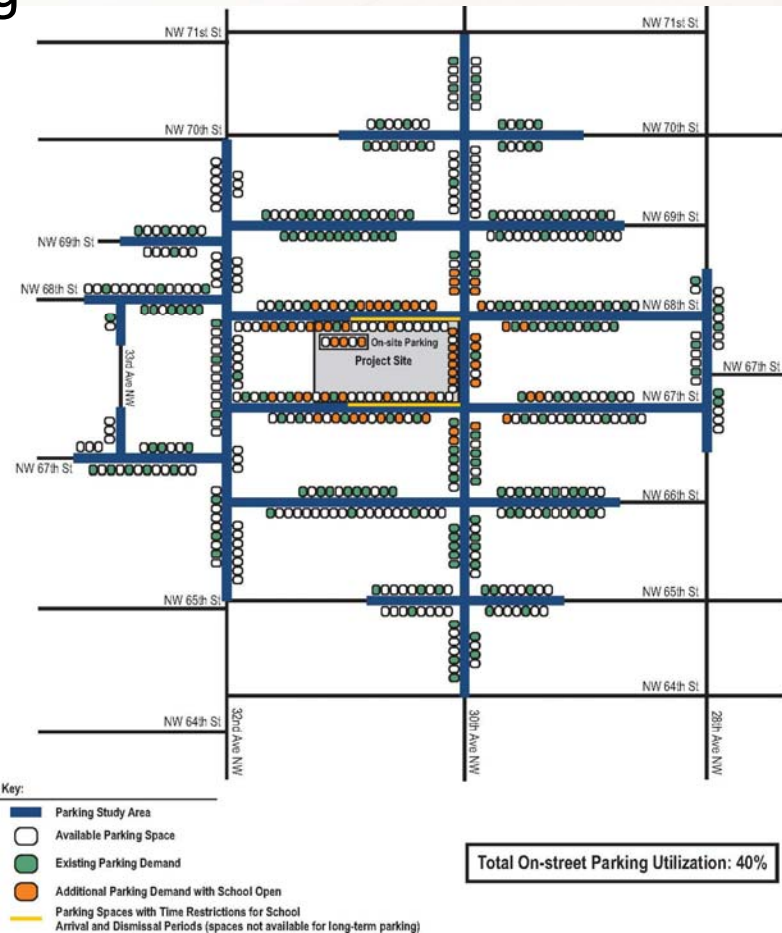 g
NW 71st St
NW 71st St
NW 70th St
NW 70th St
NW 69th St
NW 69th St
NW 68th St
NW 68th St
On-site Parking
Project Site
33rd Ave NW
NW 67th St
NW 67th St
NW 67th St
NW 66th St
NW 65th St
NW 65th St
NW 64th St
NW 64th St
32nd Ave NW
30th Ave NW
28th Ave NW
Key:
Parking Study Area
Available Parking Space
Existing Parking Demand
Additional Parking Demand with School Open
Parking Spaces with Time Restrictions for School
Arrival and Dismissal Periods (spaces not available for long-term parking)
Total On-street Parking Utilization: 40%